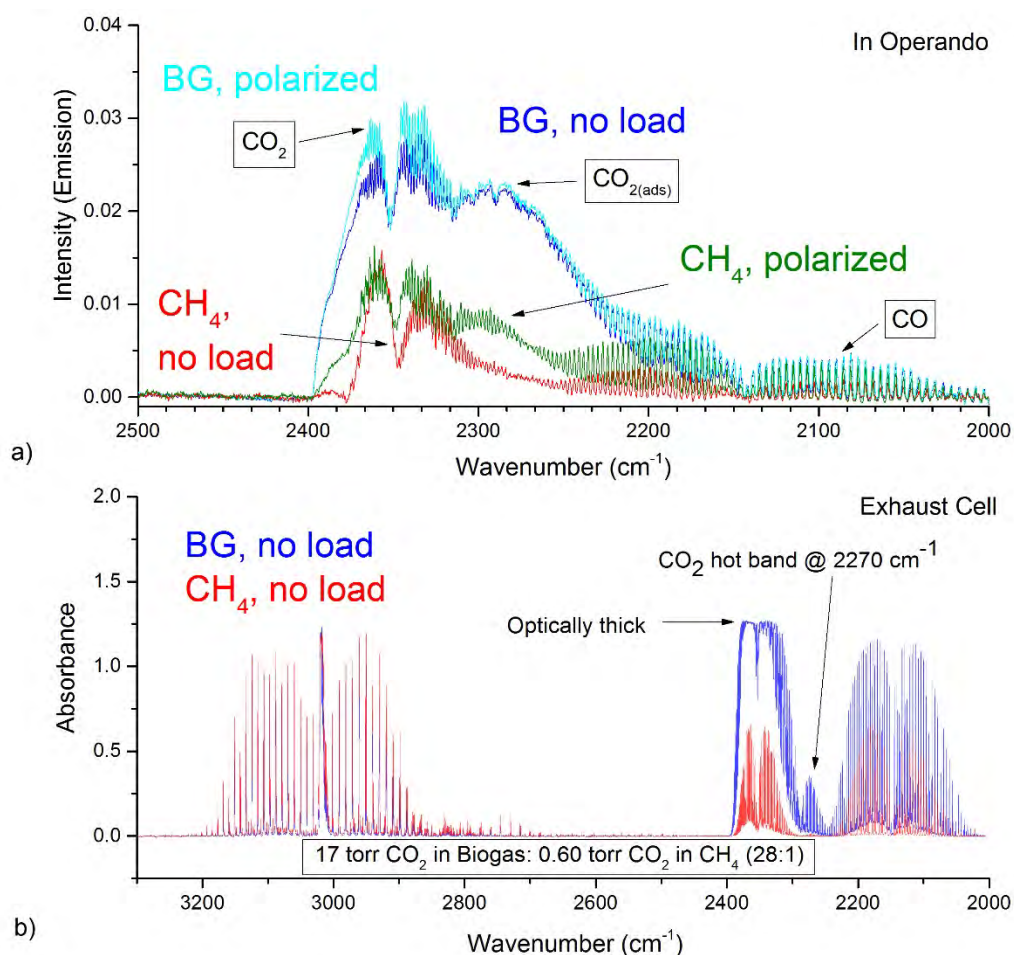 In Operando
BG, polarized
CO2
BG, no load
CO2(ads)
CH4, polarized
CH4,
no load
CO
0.04
0.03
0.02
0.01
0.00
Intensity (Emission)
2500 2400 2300 2200 2100 2000
Wavenumber (cm-1)
a)
Exhaust Cell
BG, no load
CH4, no load
CO2 hot band @ 2270 cm-1
Optically thick
2.0
1.5
1.0
0.5
0.0
Absorbance
17 torr CO2 in Biogas: 0.60 torr CO2 in CH4 (28:1)
3200 3000 2800 2600 2400 2200 2000
Wavenumber (cm-1)
b)